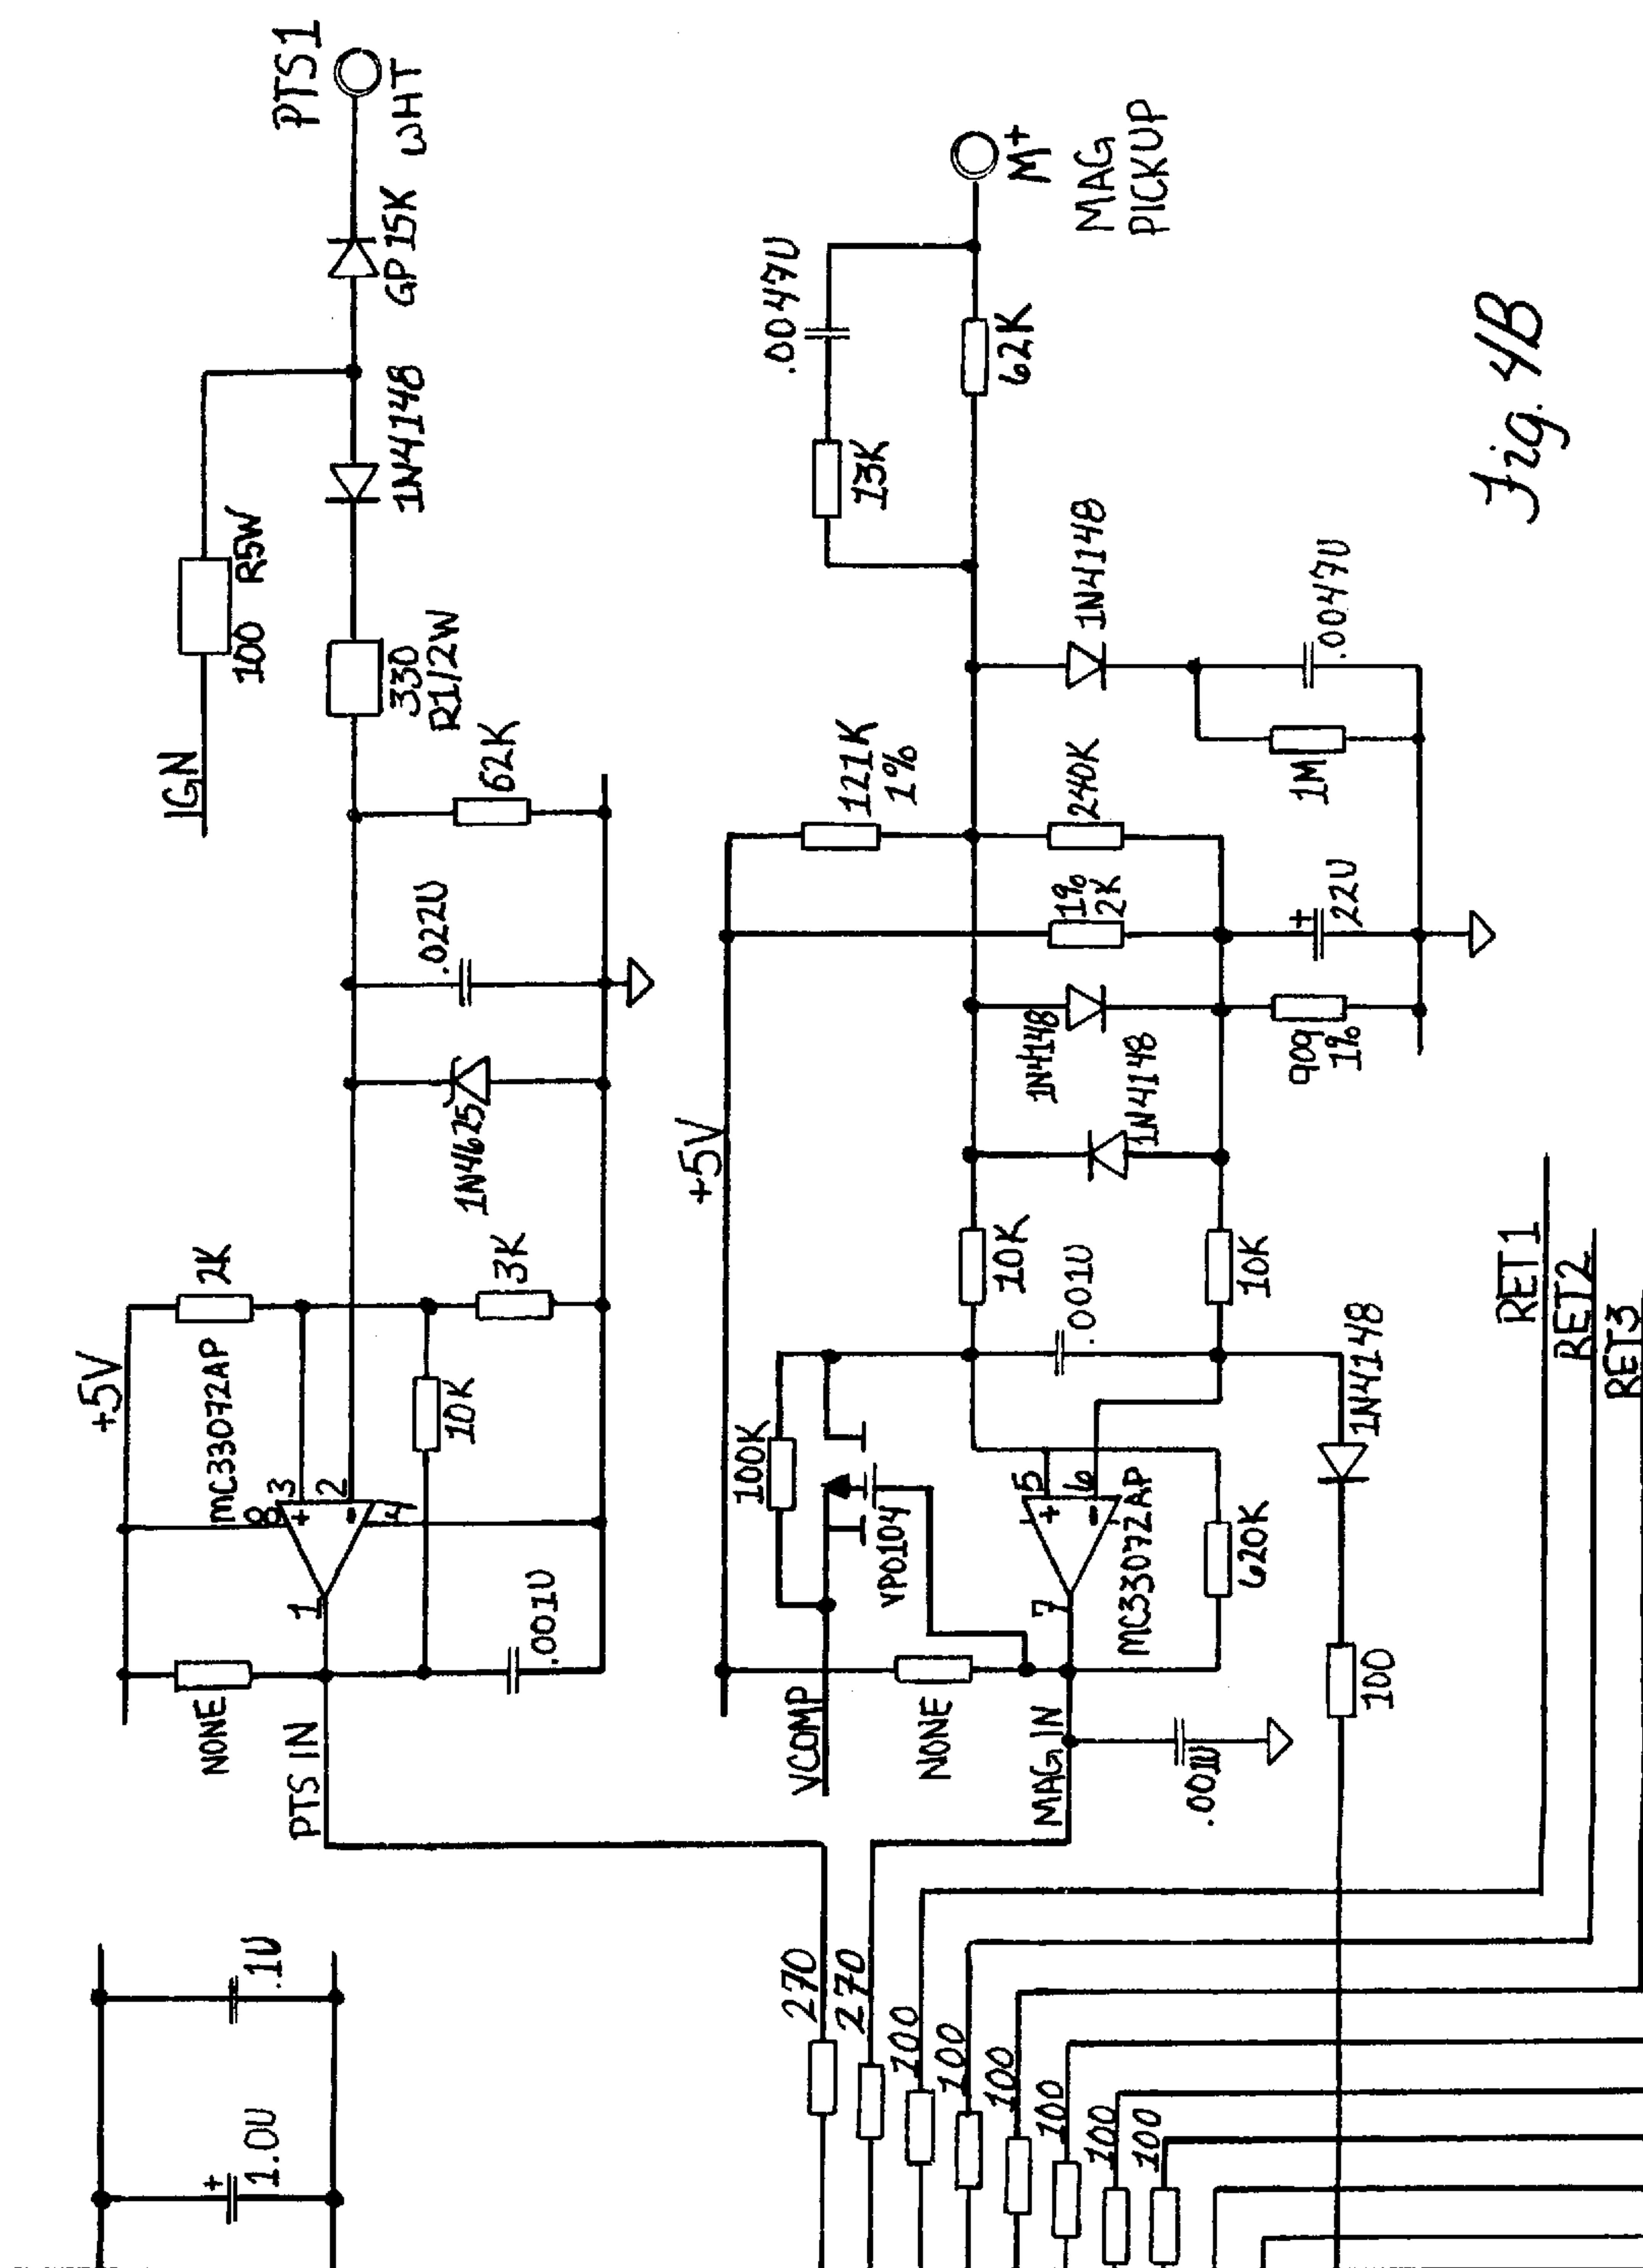 PTS1
WHT
GP 15K
1N4148
100 R5W
IGN
330
R1/2W
62K
.022U
1N4625
2K
3K
+5V
MC33072AP
8
3
2
4
1
+
-
10K
.001U
NONE
PTS IN
M+
MAG
PICKUP
.0047U
62K
13K
1N4148
.0047U
1M
121K
1%
240K
1%
2K
+
22U
1N4148
909
1%
1N4148
+5V
10K
10K
.001U
100K
VP0104
5
6
7
+
-
MC33072AP
620K
1N4148
100
VCOMP
NONE
MAG IN
.001U
RET1
RET2
RET3
.1U
+
1.0U
270
270
100
100
100
100
100
100
Fig. 4B